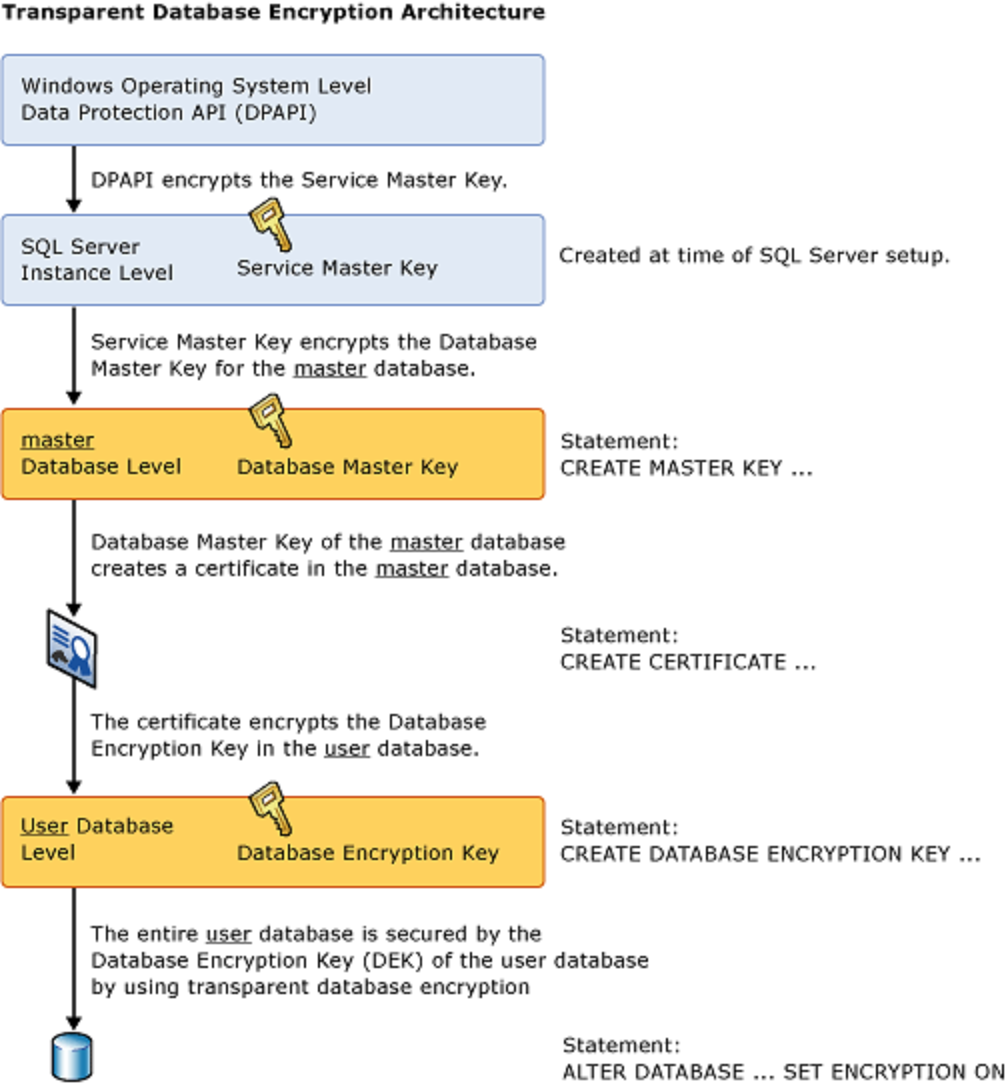 Transparent Database Encryption Architecture
Windows Operating System Level
Data Protection API (DPAPI)
DPAPI encrypts the Service Master Key.
SQL Server
Instance Level
Service Master Key
Created at time of SQL Server setup.
Service Master Key encrypts the Database
Master Key for the master database.
master
Database Level
Database Master Key
Statement:
CREATE MASTER KEY ...
Database Master Key of the master database
creates a certificate in the master database.
Statement:
CREATE CERTIFICATE ...
The certificate encrypts the Database
Encryption Key in the user database.
User Database
Level
Database Encryption Key
Statement:
CREATE DATABASE ENCRYPTION KEY ...
The entire user database is secured by the
Database Encryption Key (DEK) of the user database
by using transparent database encryption
Statement:
ALTER DATABASE ... SET ENCRYPTION ON